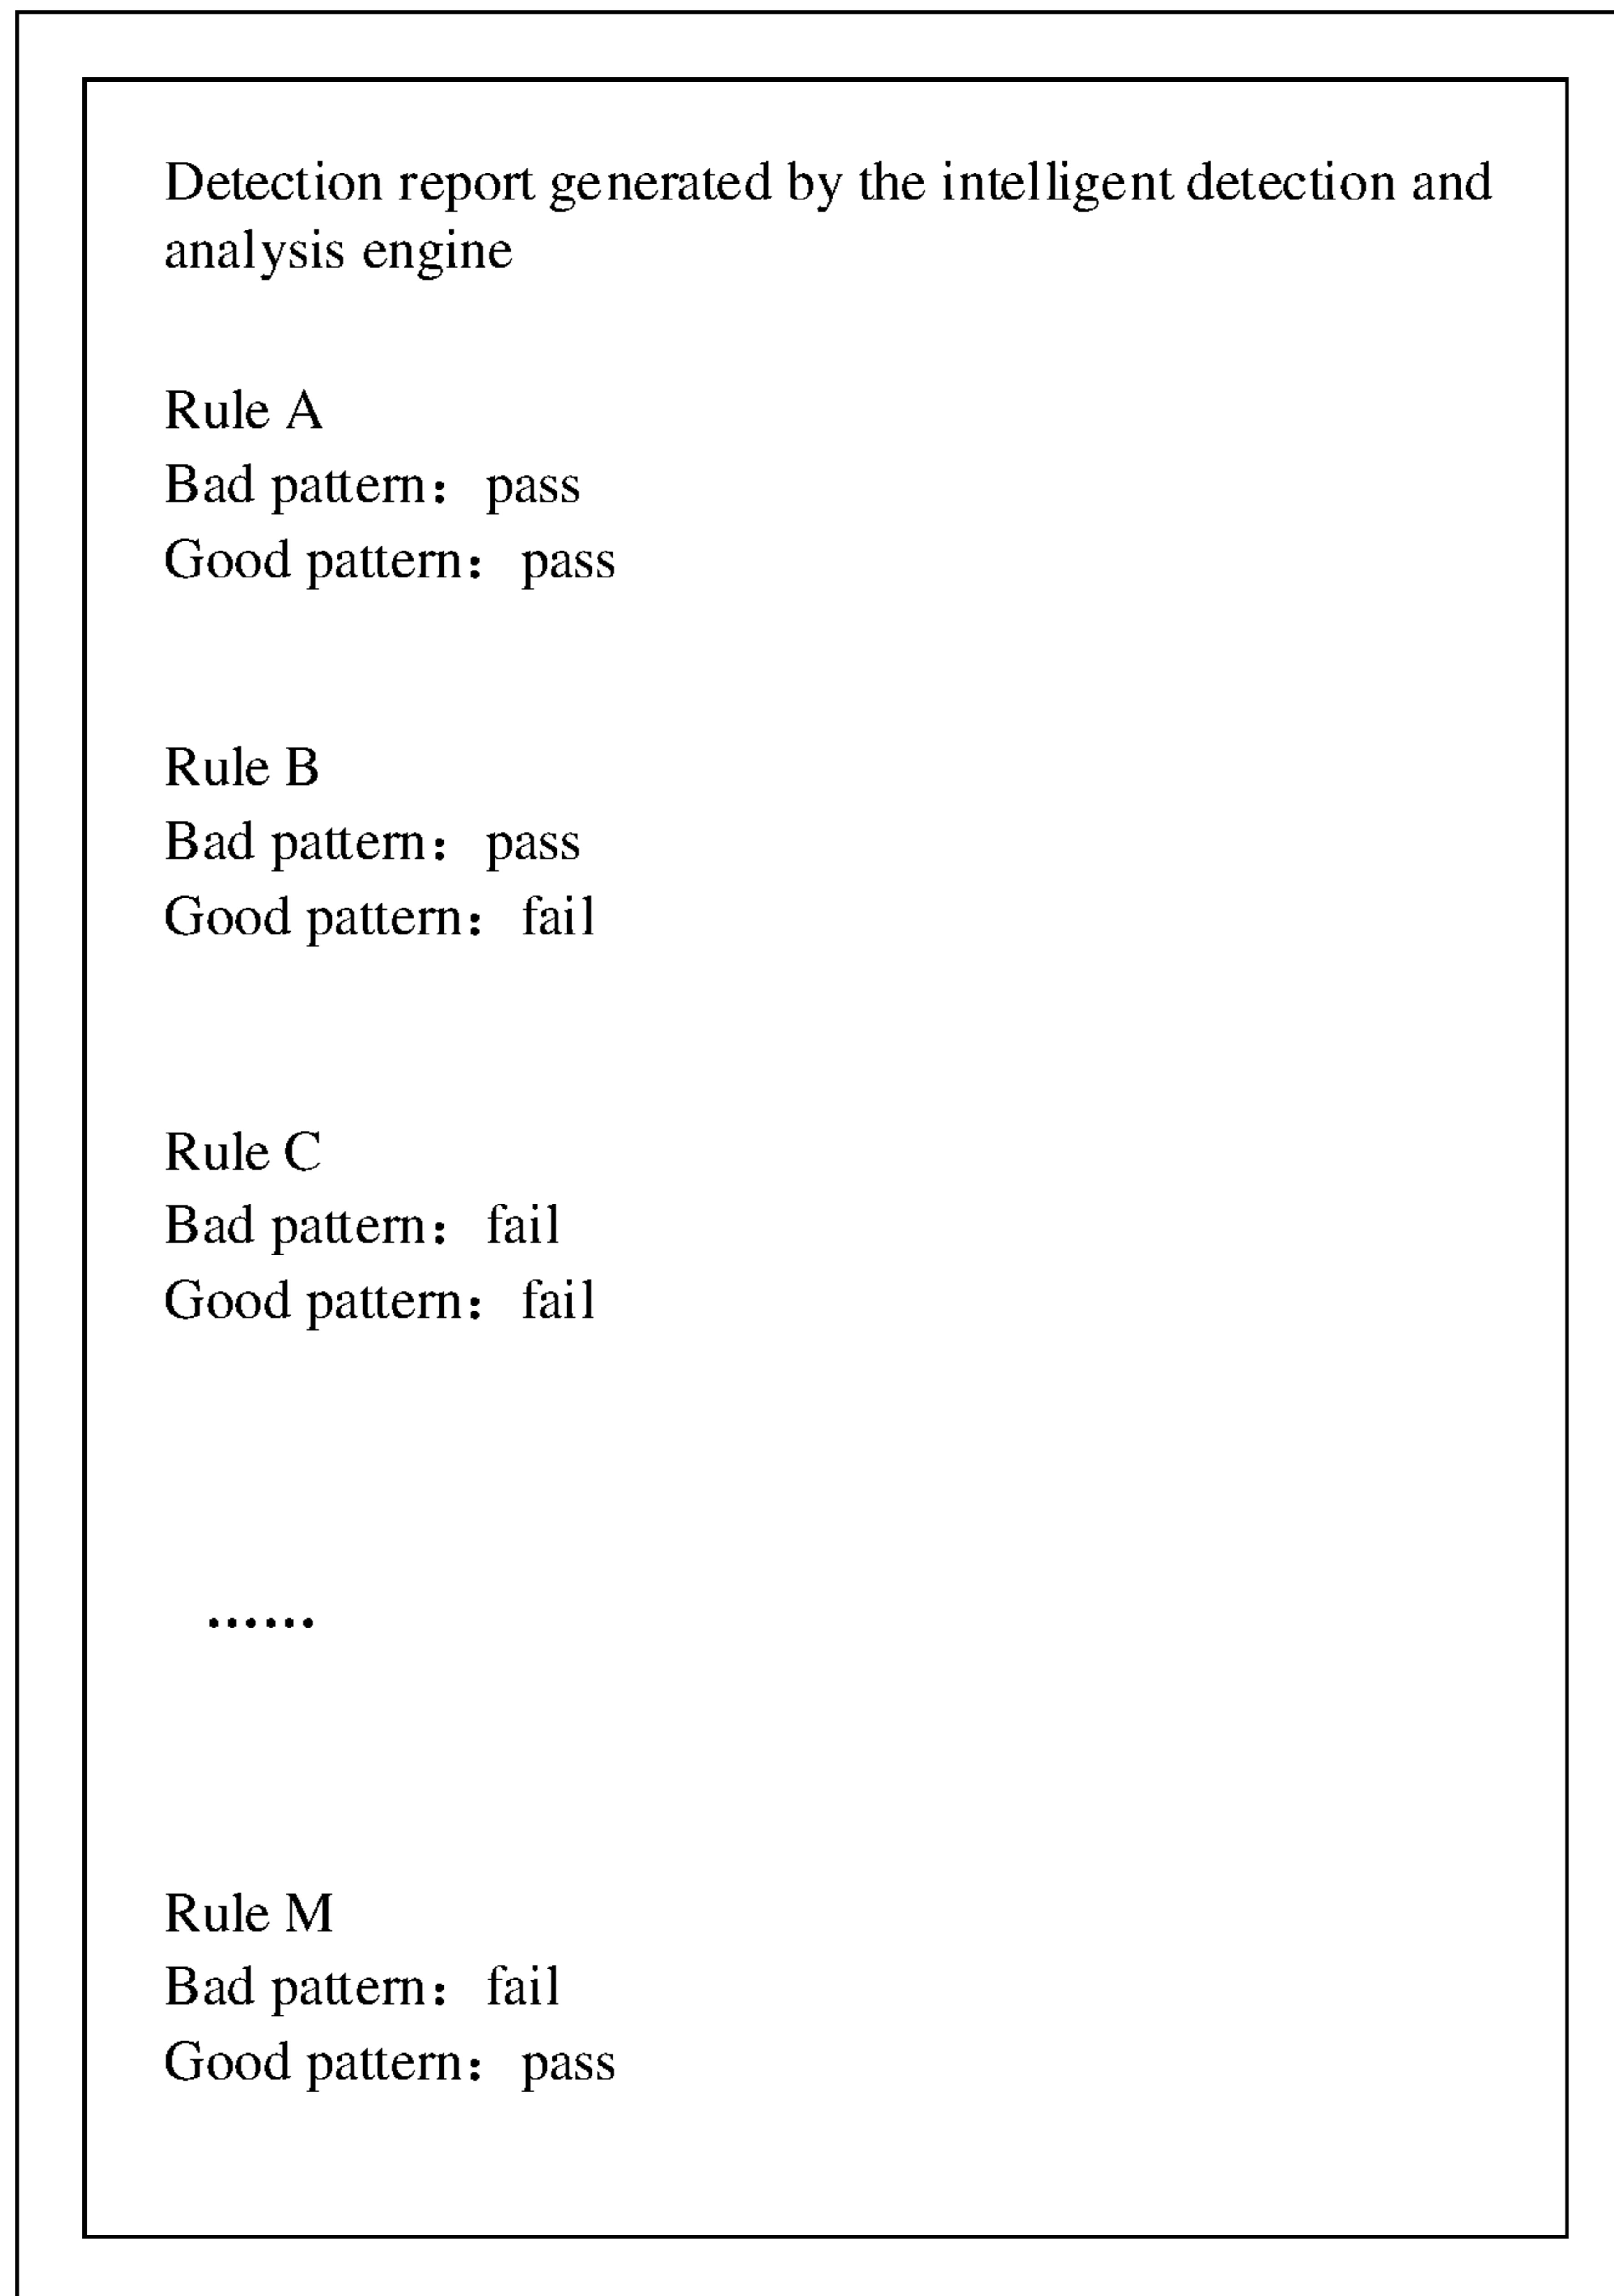 Detection report generated by the intelligent detection and
analysis engine
Rule A
Bad pattern： pass
Good pattern： pass
Rule B
Bad pattern： pass
Good pattern： fail
Rule C
Bad pattern： fail
Good pattern： fail
……
Rule M
Bad pattern： fail
Good pattern： pass